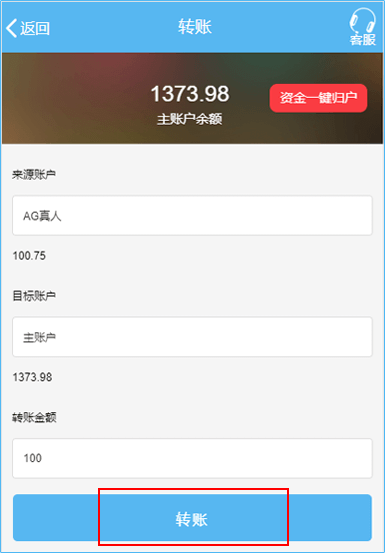 返回 转账 客服
1373.98
资金一键归户
主账户余额
来源账户
AG真人
100.75
目标账户
主账户
1373.98
转账金额
100
转账